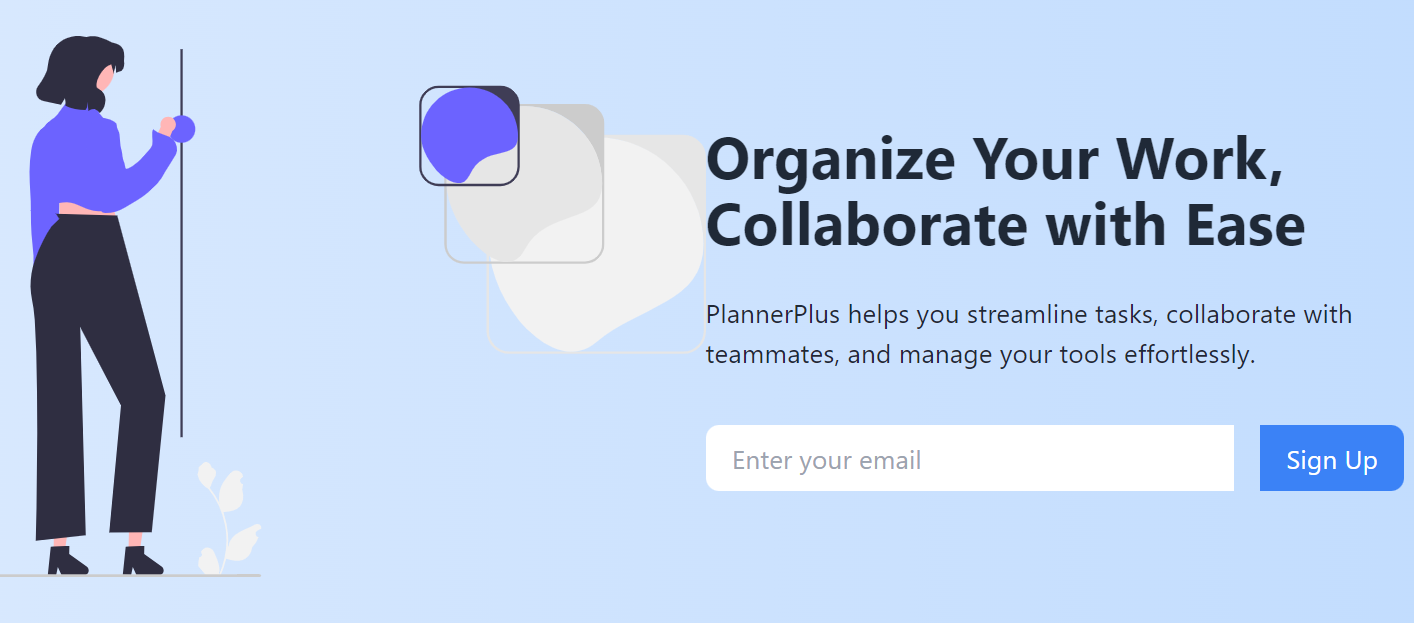 Organize Your Work,
Collaborate with Ease
PlannerPlus helps you streamline tasks, collaborate with
teammates, and manage your tools effortlessly.
Enter your email
Sign Up